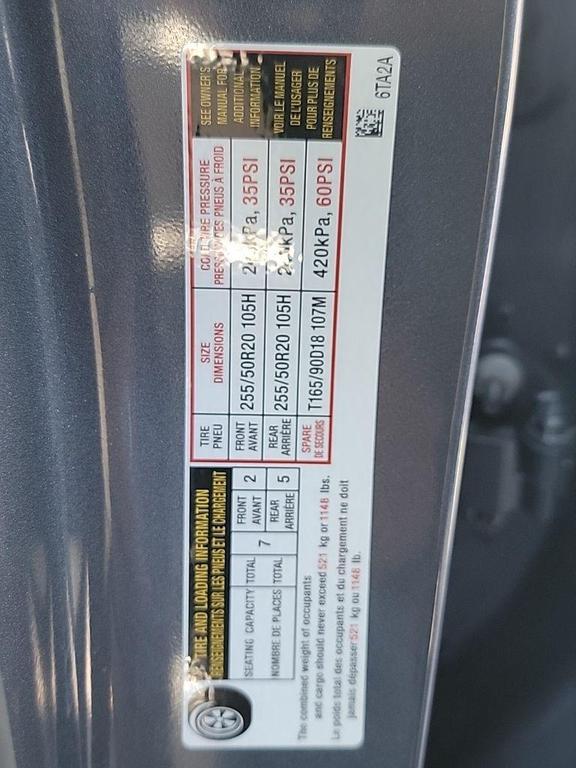 TIRE AND LOADING INFORMATION
RENSEIGNEMENTS SUR LES PNEUS ET LE CHARGEMENT
SEATING CAPACITY TOTAL 7 FRONT 2
AVANT
NOMBRE DE PLACES TOTAL REAR 5
ARRIÈRE
The combined weight of occupants
and cargo should never exceed 521 kg or 1148 lbs.
Le poids total des occupants et du chargement ne doit
jamais dépasser 521 kg ou 1148 lb.
TIRE SIZE PRESSURE SEE OWNER'S
PNEU DIMENSIONS PNEUS À FROID MANUAL FOR
FRONT 255/50R20 105H kPa, 35PSI ADDITIONAL
AVANT INFORMATION
REAR 255/50R20 105H kPa, 35PSI VOIR LE MANUEL
ARRIÈRE DE L'USAGER
SPARE T165/90D18 107M 420kPa, 60PSI POUR PLUS DE
DE SECOURS RENSEIGNEMENTS
6TA2A